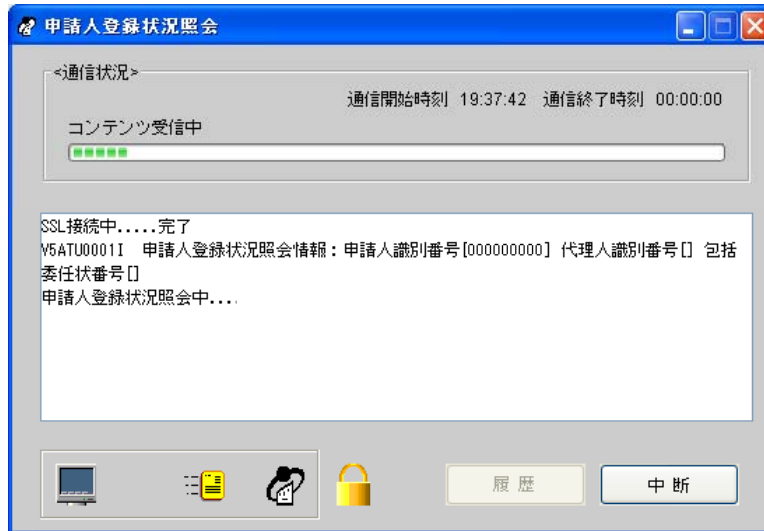 申請人登録状況照会
<通信状況>
通信開始時刻 19:37:42 通信終了時刻 00:00:00
コンテンツ受信中
SSL接続中.....完了
V5ATU0001I 申請人登録状況照会情報：申請人識別番号[000000000] 代理人識別番号[] 包括
委任状番号[]
申請人登録状況照会中....
履歴
中断